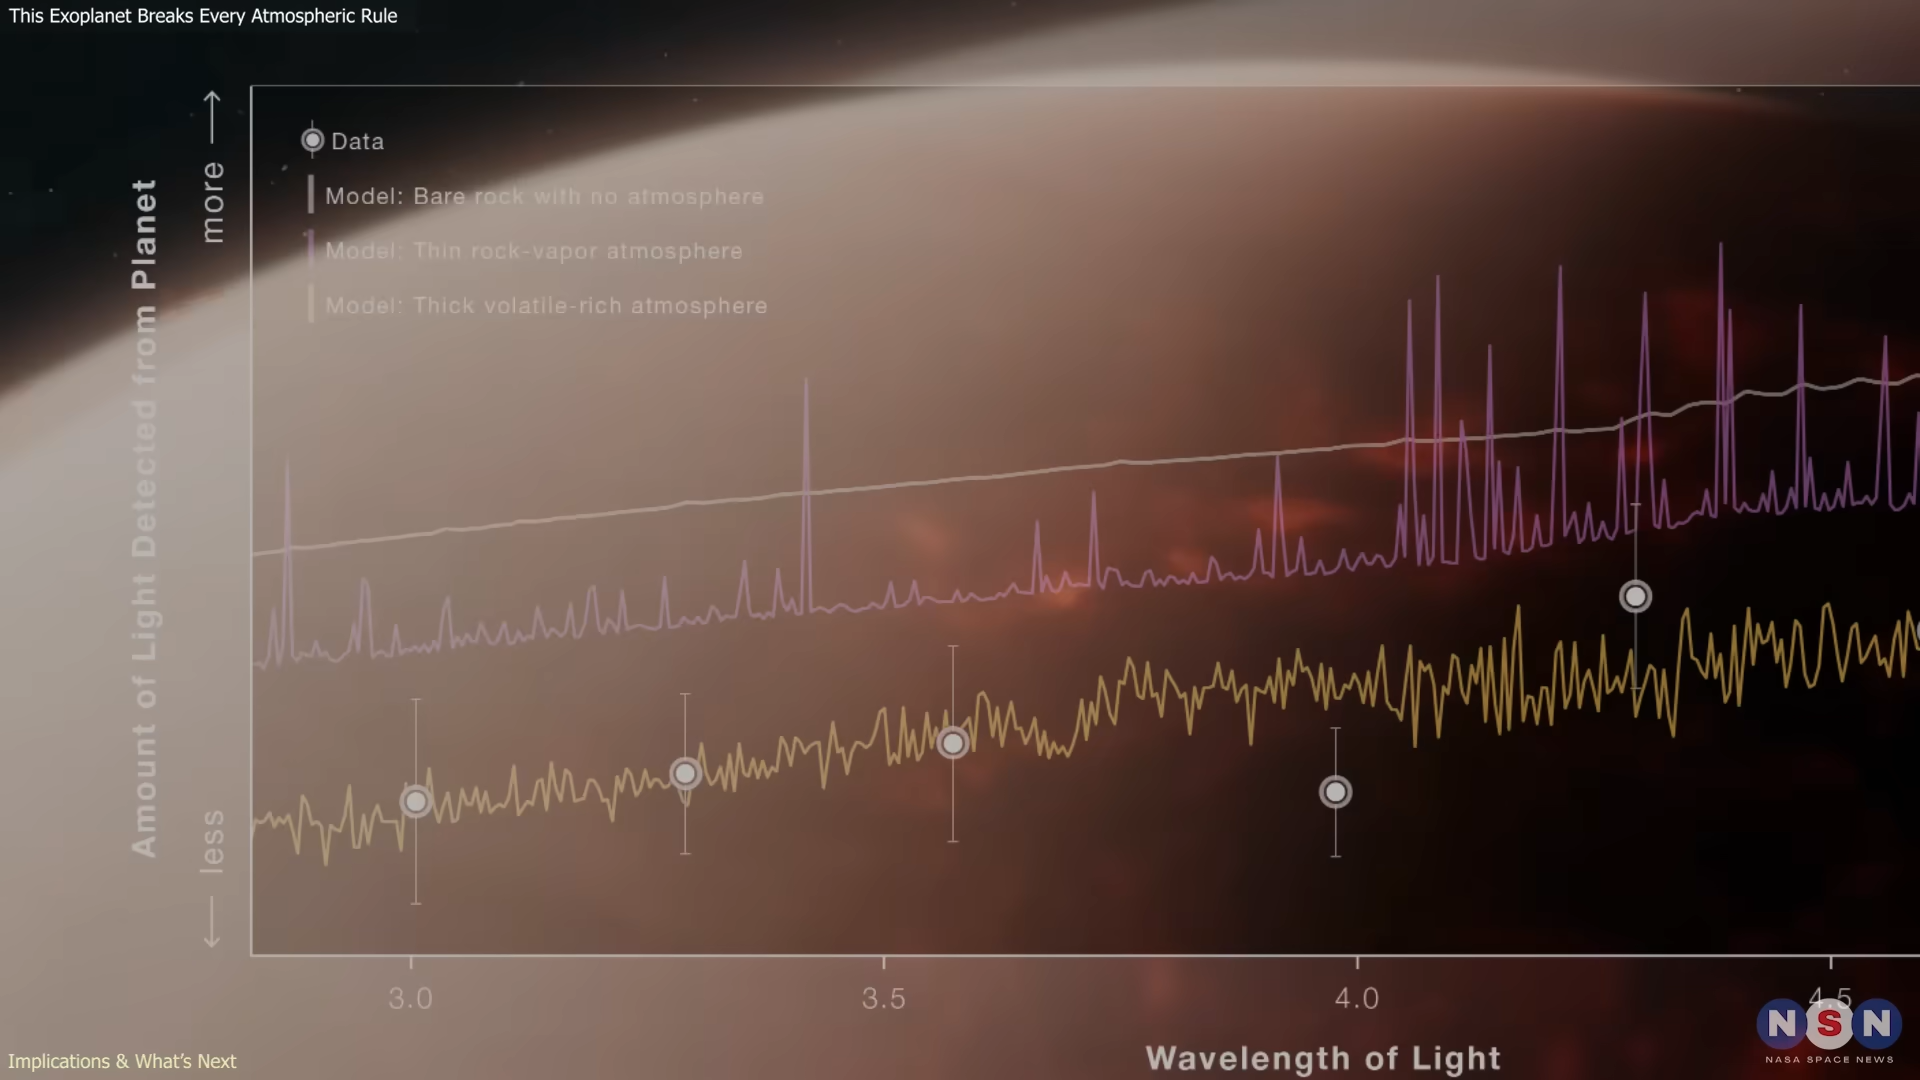 This Exoplanet Breaks Every Atmospheric Rule
more
Amount of Light Detected from Planet
less
Data
Model: Bare rock with no atmosphere
Model: Thin rock-vapor atmosphere
Model: Thick volatile-rich atmosphere
3.0
3.5
4.0
4.5
Wavelength of Light
Implications & What’s Next
NSN
NASA SPACE NEWS